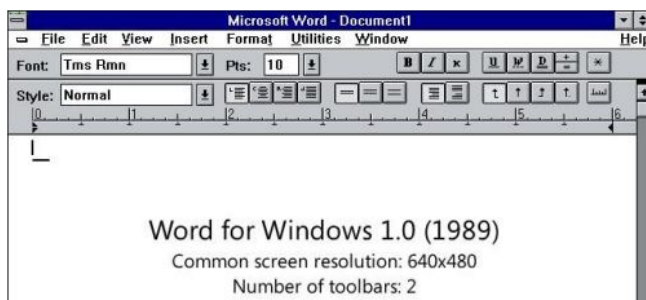 Microsoft Word - Document1
File Edit View Insert Format Utilities Window Help
Font: Tms Rmn Pts: 10 B I K U W D + = *
Style: Normal
0 1 2 3 4 5 6
Word for Windows 1.0 (1989)
Common screen resolution: 640x480
Number of toolbars: 2